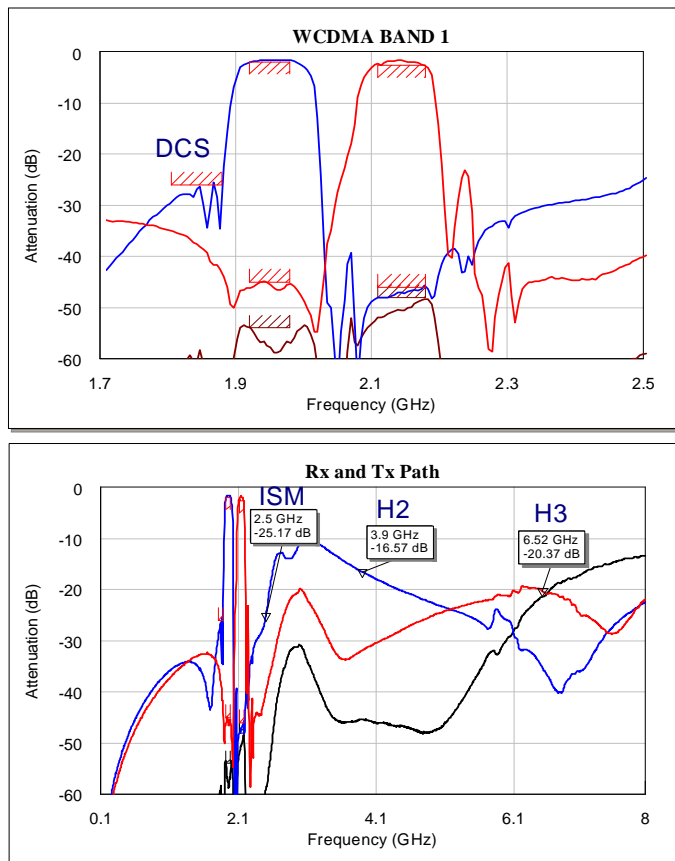 WCDMA BAND 1
0
-10
-20
-30
-40
-50
-60
Attenuation (dB)
DCS
1.7
1.9
2.1
2.3
2.5
Frequency (GHz)
Rx and Tx Path
0
-10
-20
-30
-40
-50
-60
Attenuation (dB)
ISM
2.5 GHz
-25.17 dB
H2
3.9 GHz
-16.57 dB
H3
6.52 GHz
-20.37 dB
0.1
2.1
4.1
6.1
8
Frequency (GHz)